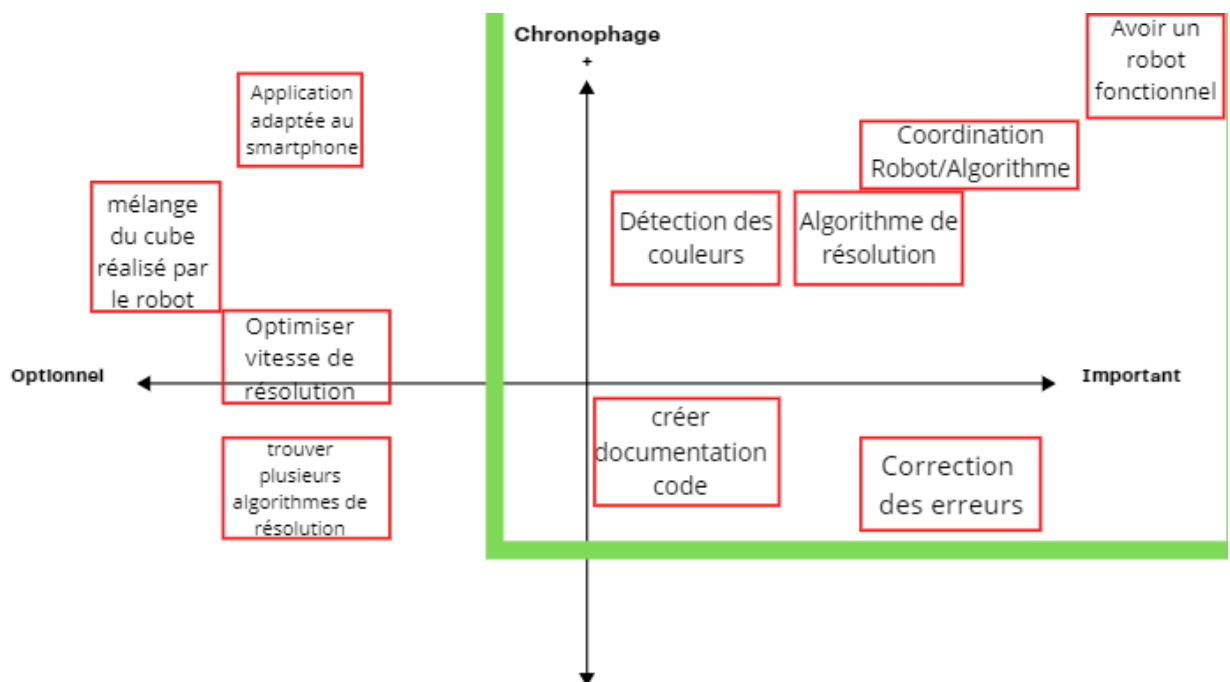 Chronophage
+
Avoir un
robot
fonctionnel
Application
adaptée au
smartphone
Coordination
Robot/Algorithme
mélange
du cube
réalisé par
le robot
Détection des
couleurs
Algorithme de
résolution
Optimiser
vitesse de
résolution
Optionnel
Important
créer
documentation
code
trouver
plusieurs
algorithmes de
résolution
Correction
des erreurs